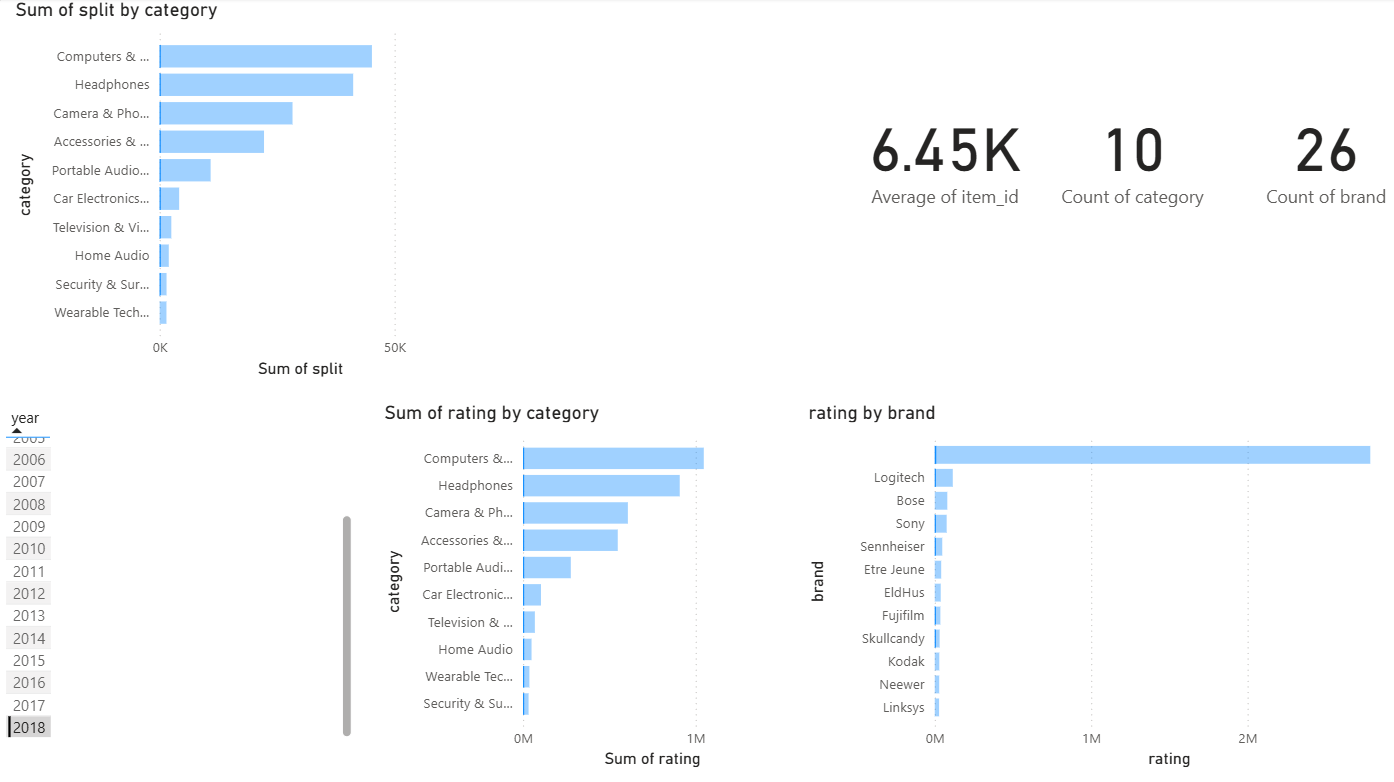 Sum of split by category
category
Computers & ...
Headphones
Camera & Pho...
Accessories & ...
Portable Audio...
Car Electronics...
Television & Vi...
Home Audio
Security & Sur...
Wearable Tech...
0K 50K
Sum of split
6.45K
Average of item_id
10
Count of category
26
Count of brand
year
2005
2006
2007
2008
2009
2010
2011
2012
2013
2014
2015
2016
2017
2018
Sum of rating by category
category
Computers &...
Headphones
Camera & Ph...
Accessories &...
Portable Audi...
Car Electronic...
Television & ...
Home Audio
Wearable Tec...
Security & Su...
0M 1M
Sum of rating
rating by brand
brand
Logitech
Bose
Sony
Sennheiser
Etre Jeune
EldHus
Fujifilm
Skullcandy
Kodak
Neewer
Linksys
0M 1M 2M
rating